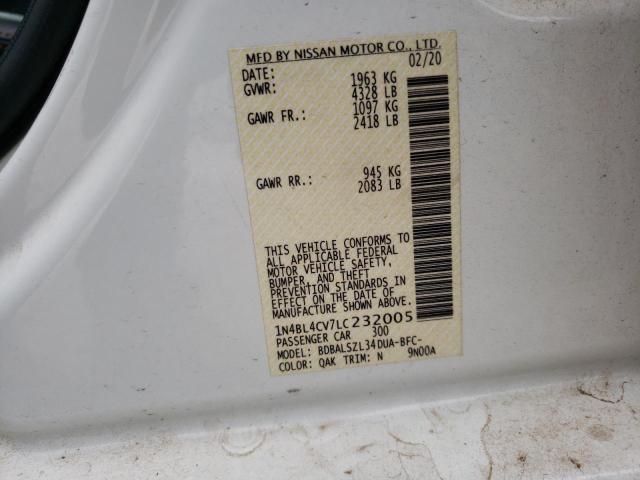 MFD BY NISSAN MOTOR CO., LTD.
DATE: 02/20
GVWR: 1963 KG
4328 LB
GAWR FR.: 1097 KG
2418 LB
GAWR RR.: 945 KG
2083 LB
THIS VEHICLE CONFORMS TO
ALL APPLICABLE FEDERAL
MOTOR VEHICLE SAFETY,
BUMPER, AND THEFT
PREVENTION STANDARDS IN
EFFECT ON THE DATE OF
MANUFACTURE SHOWN ABOVE.
1N4BL4CV7LC232005
PASSENGER CAR 300
MODEL: BDBALSZL34DUA-BFC-
COLOR: QAK TRIM: N 9N00A